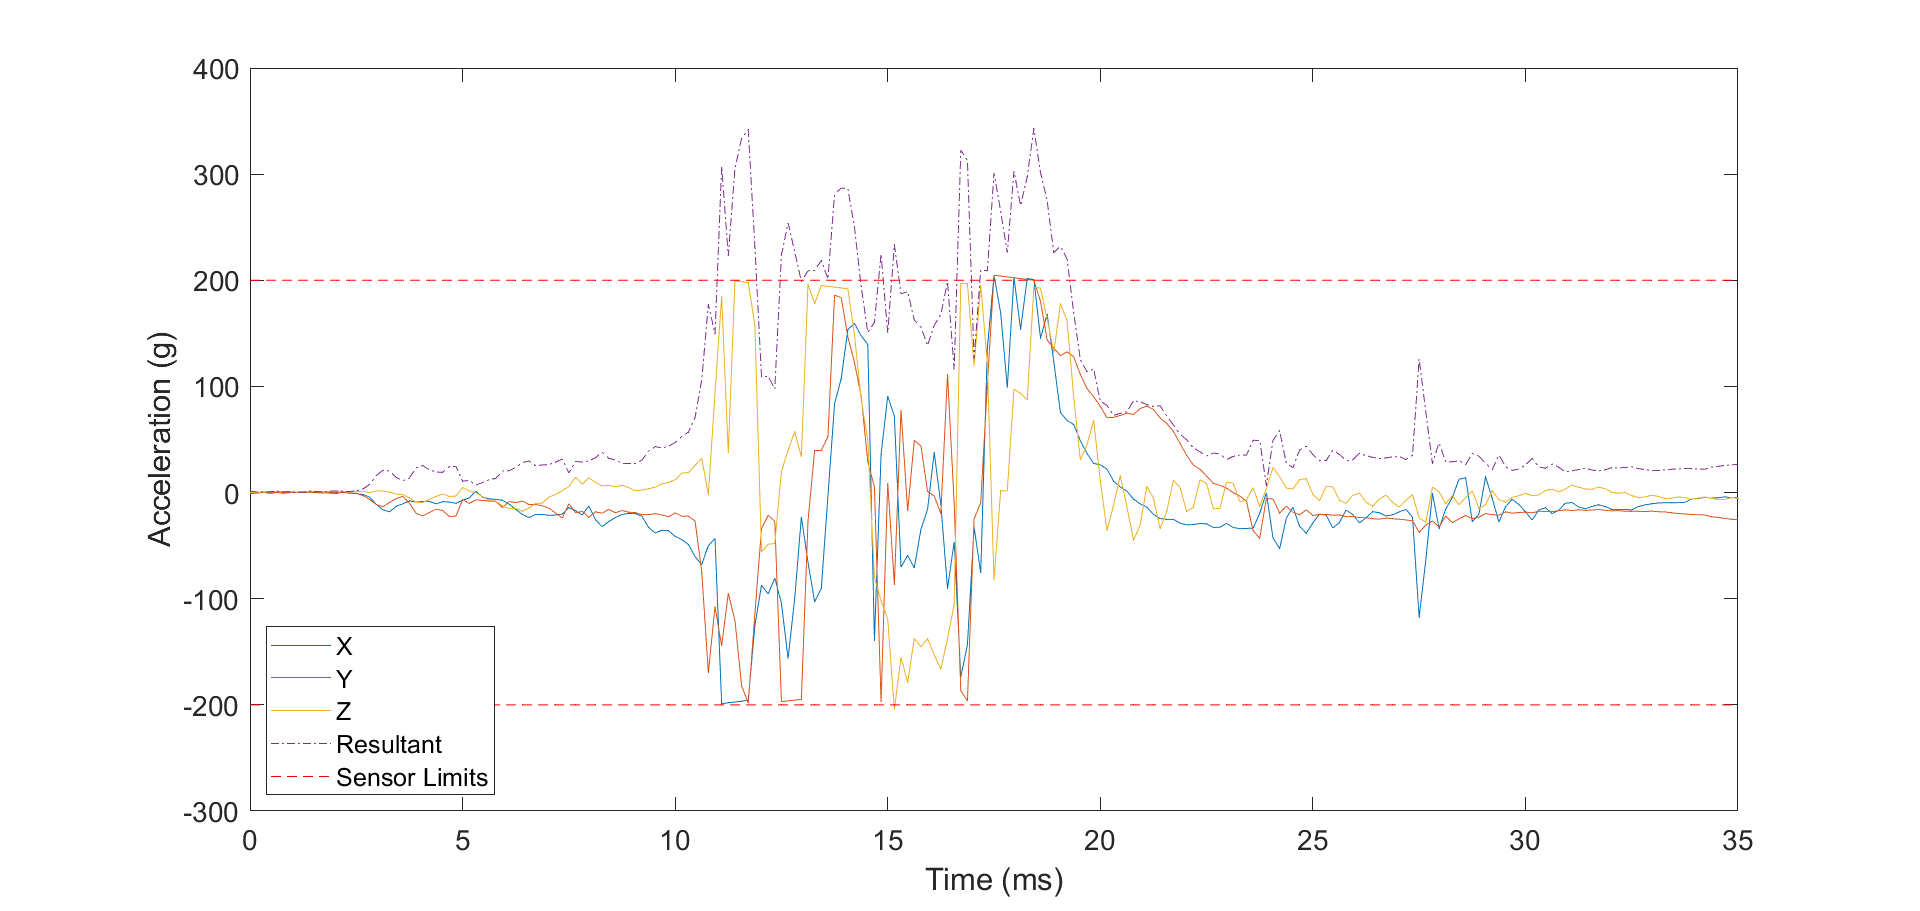 400
300
200
100
0
-100
-200
-300
Acceleration (g)
X
Y
Z
Resultant
Sensor Limits
0 5 10 15 20 25 30 35
Time (ms)